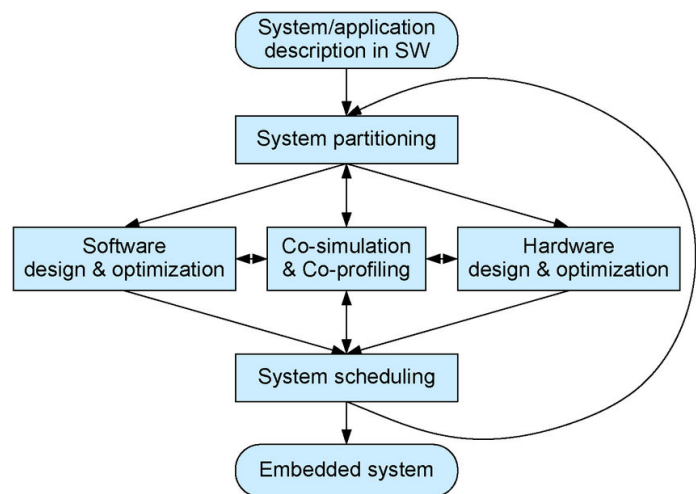 System/application
description in SW
System partitioning
Software
design & optimization
Co-simulation
& Co-profiling
Hardware
design & optimization
System scheduling
Embedded system